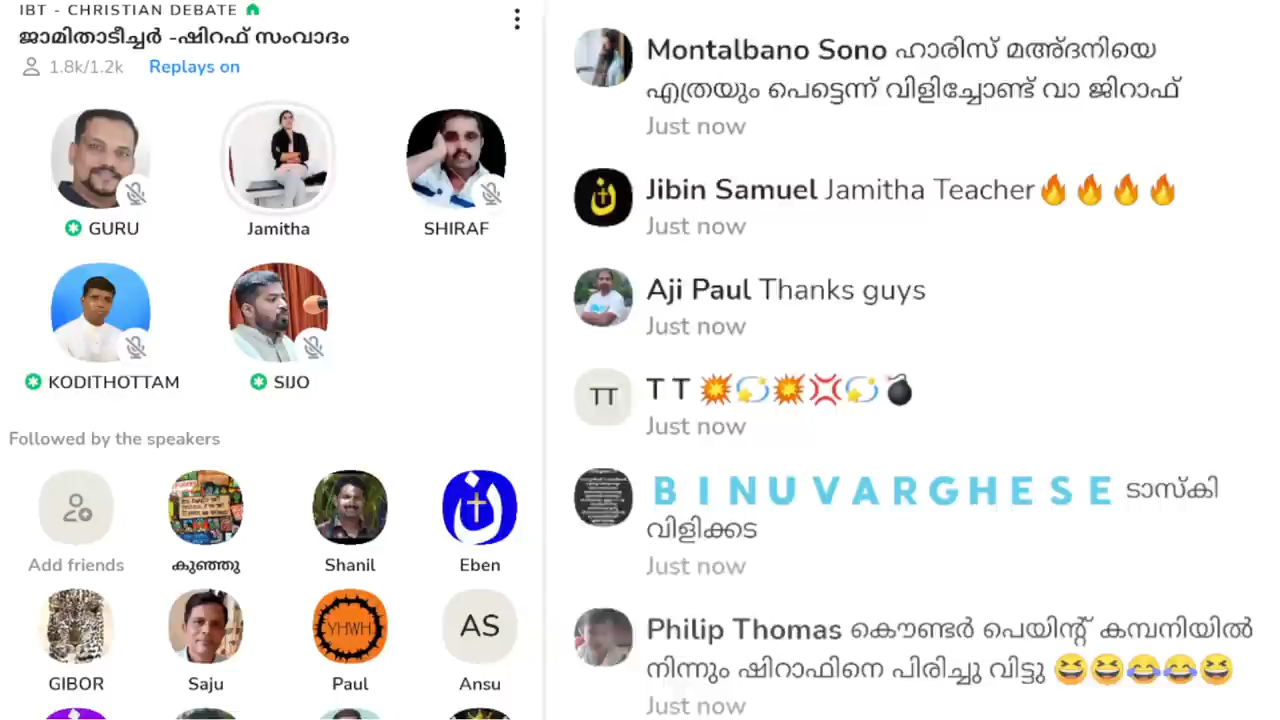 IBT - CHRISTIAN DEBATE
ജാമിതാടീച്ചർ -ഷിറഫ് സംവാദം
1.8k/1.2k Replays on
GURU Jamitha SHIRAF
KODITHOTTAM SIJO
Followed by the speakers
Add friends കുഞ്ഞു Shanil Eben
YHWH AS
GIBOR Saju Paul Ansu
Montalbano Sono ഹാരിസ് മഅ്ദനിയെ
എത്രയും പെട്ടെന്ന് വിളിച്ചോണ്ട് വാ ജിറാഫ്
Just now
Jibin Samuel Jamitha Teacher🔥🔥🔥🔥
Just now
Aji Paul Thanks guys
Just now
TT T T 💥💫💥💢💫💣
Just now
B I N U V A R G H E S E ടാസ്കി
വിളിക്കട
Just now
Philip Thomas കൌണ്ടർ പെയിന്റ് കമ്പനിയിൽ
നിന്നും ഷിറാഫിനെ പിരിച്ചു വിട്ടു 😆😆😂😂😆
Just now